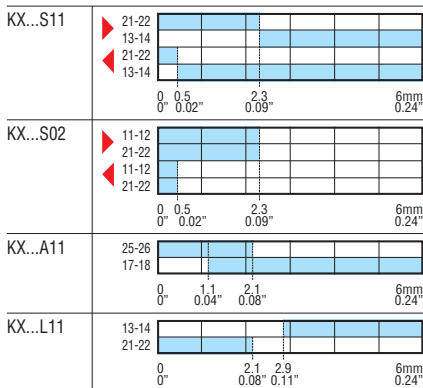 KX...S11
21-22
13-14
21-22
13-14
0 0.5 2.3 6mm
0” 0.02” 0.09” 0.24”
KX...S02
11-12
21-22
11-12
21-22
0 0.5 2.3 6mm
0” 0.02” 0.09” 0.24”
KX...A11
25-26
17-18
0 1.1 2.1 6mm
0” 0.04” 0.08” 0.24”
KX...L11
13-14
21-22
0 2.1 2.9 6mm
0” 0.08” 0.11” 0.24”